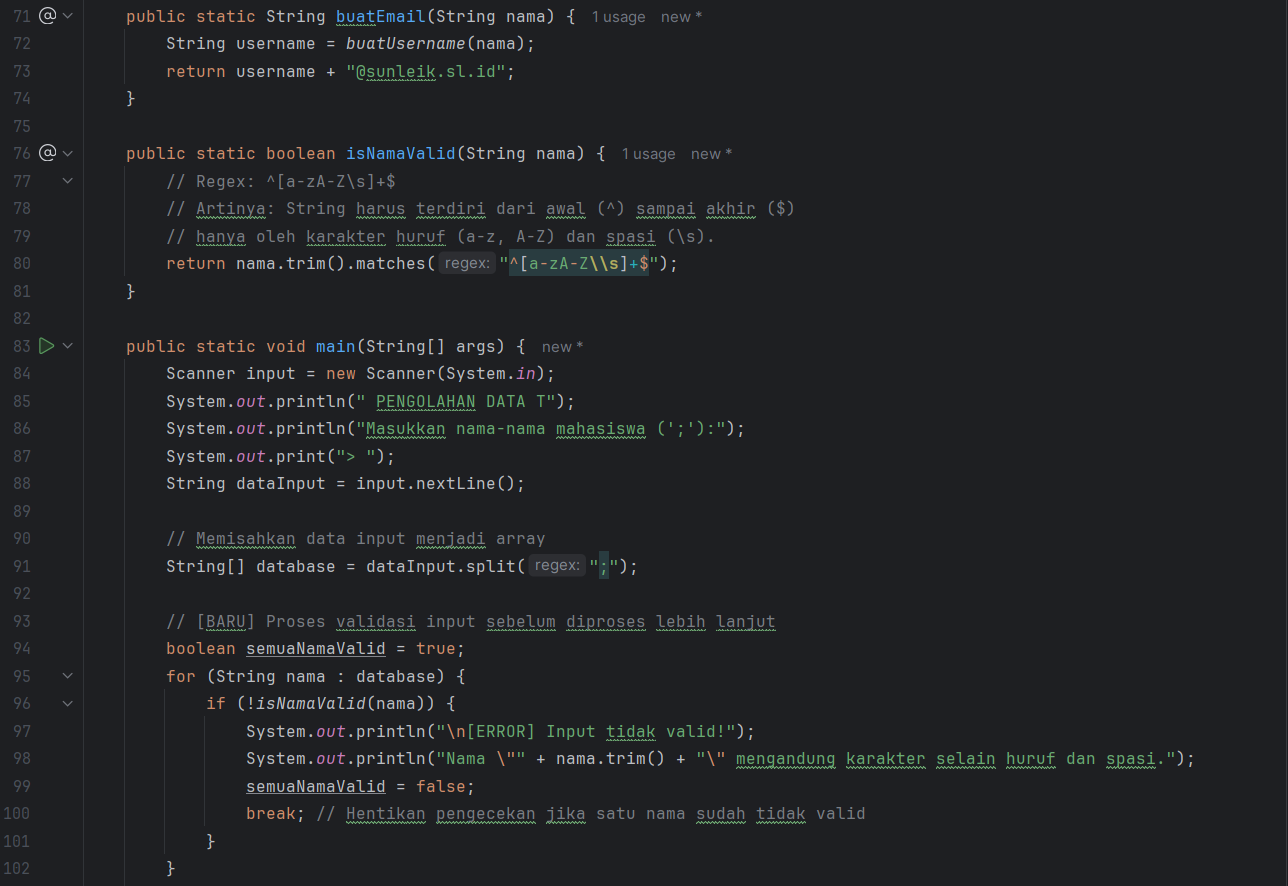 71 @ public static String buatEmail(String nama) { 1 usage new *
72 String username = buatUsername(nama);
73 return username + "@sunleik.sl.id";
74 }
75
76 @ public static boolean isNamaValid(String nama) { 1 usage new *
77 // Regex: ^[a-zA-Z\s]+$
78 // Artinya: String harus terdiri dari awal (^) sampai akhir ($)
79 // hanya oleh karakter huruf (a-z, A-Z) dan spasi (\s).
80 return nama.trim().matches( regex: "^[a-zA-Z\\s]+$");
81 }
82
83 public static void main(String[] args) { new *
84 Scanner input = new Scanner(System.in);
85 System.out.println(" PENGOLAHAN DATA T");
86 System.out.println("Masukkan nama-nama mahasiswa (';'):");
87 System.out.print("> ");
88 String dataInput = input.nextLine();
89
90 // Memisahkan data input menjadi array
91 String[] database = dataInput.split( regex: ";");
92
93 // [BARU] Proses validasi input sebelum diproses lebih lanjut
94 boolean semuaNamaValid = true;
95 for (String nama : database) {
96 if (!isNamaValid(nama)) {
97 System.out.println("\n[ERROR] Input tidak valid!");
98 System.out.println("Nama \"" + nama.trim() + "\" mengandung karakter selain huruf dan spasi.");
99 semuaNamaValid = false;
100 break; // Hentikan pengecekan jika satu nama sudah tidak valid
101 }
102 }